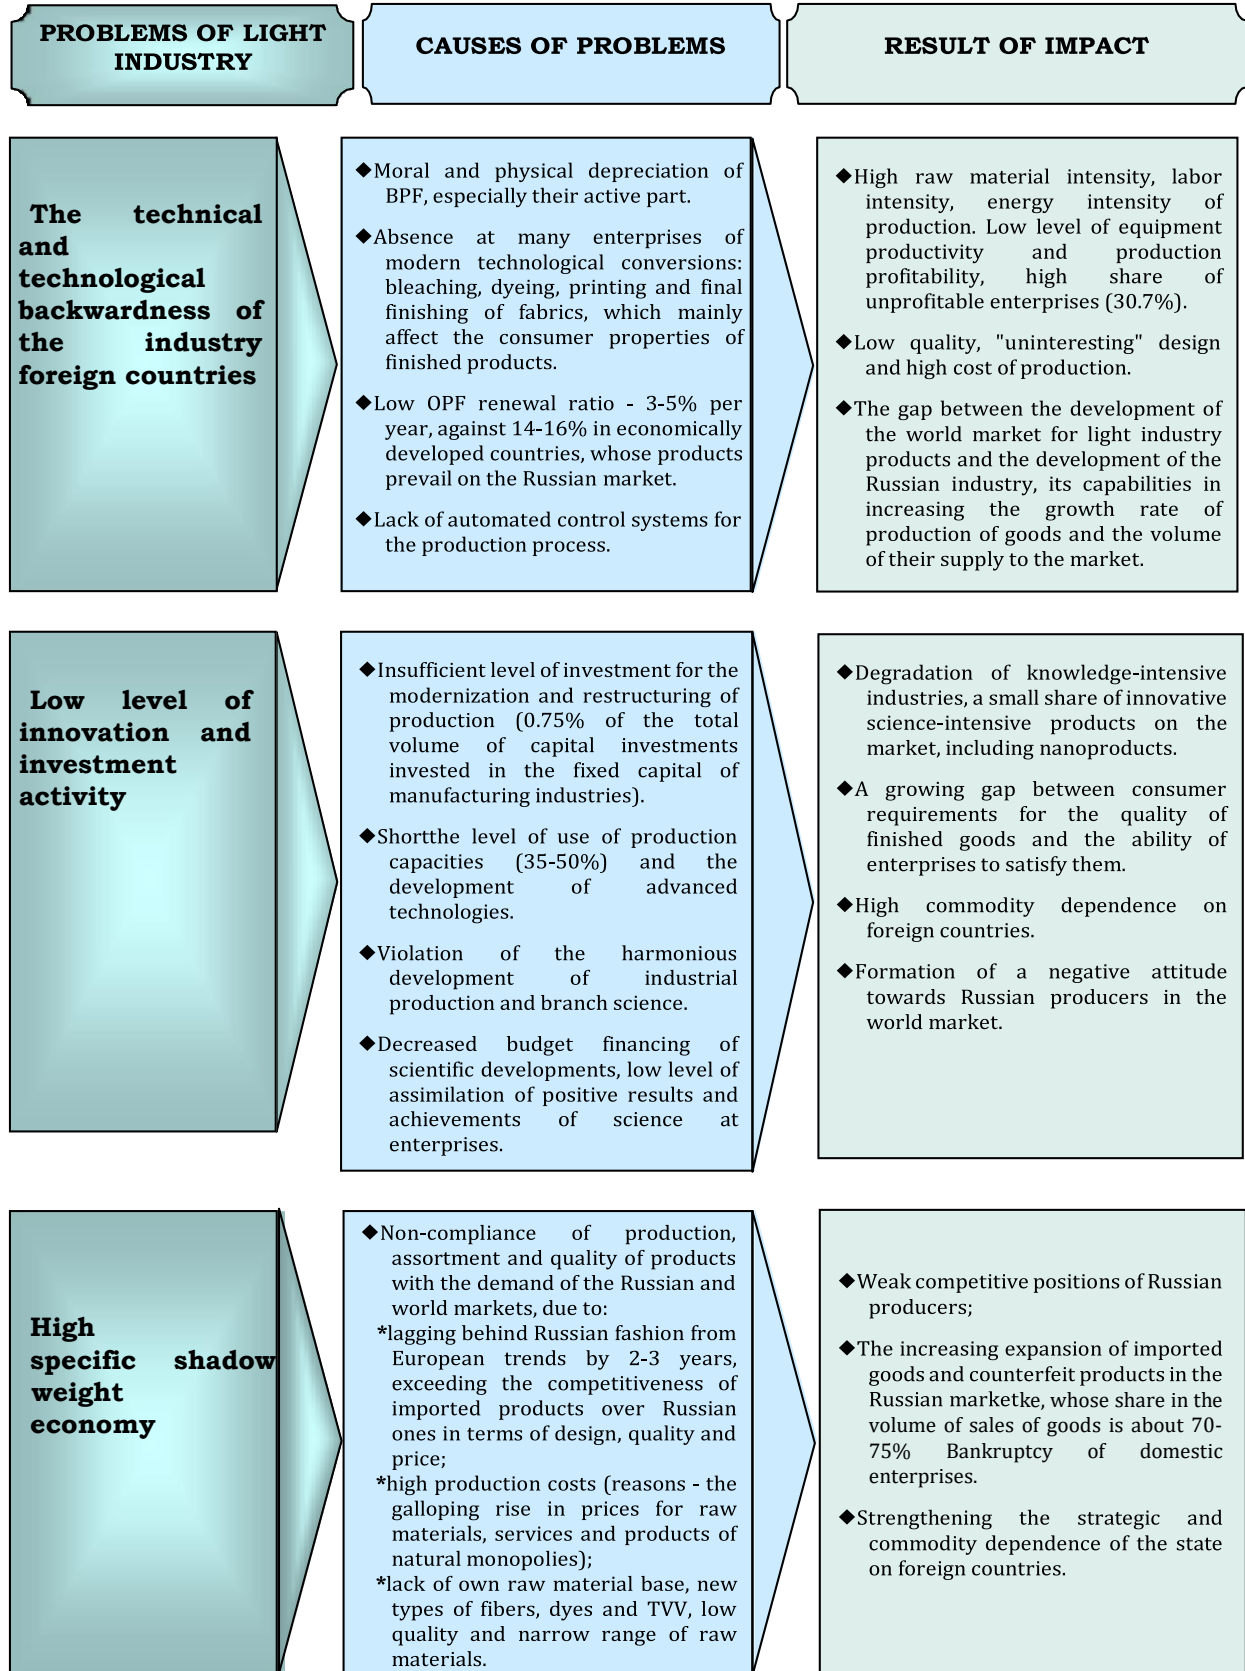 PROBLEMS OF LIGHT
INDUSTRY
CAUSES OF PROBLEMS
RESULT OF IMPACT
The technical
and
technological
backwardness of
the industry
foreign countries
◆Moral and physical depreciation of
BPF, especially their active part.
◆Absence at many enterprises of
modern technological conversions:
bleaching, dyeing, printing and final
finishing of fabrics, which mainly
affect the consumer properties of
finished products.
◆Low OPF renewal ratio - 3-5% per
year, against 14-16% in economically
developed countries, whose products
prevail on the Russian market.
◆Lack of automated control systems for
the production process.
◆High raw material intensity, labor
intensity, energy intensity of
production. Low level of equipment
productivity and production
profitability, high share of
unprofitable enterprises (30.7%).
◆Low quality, "uninteresting" design
and high cost of production.
◆The gap between the development of
the world market for light industry
products and the development of the
Russian industry, its capabilities in
increasing the growth rate of
production of goods and the volume
of their supply to the market.
Low level of
innovation and
investment
activity
◆Insufficient level of investment for the
modernization and restructuring of
production (0.75% of the total
volume of capital investments
invested in the fixed capital of
manufacturing industries).
◆Shortthe level of use of production
capacities (35-50%) and the
development of advanced
technologies.
◆Violation of the harmonious
development of industrial
production and branch science.
◆Decreased budget financing of
scientific developments, low level of
assimilation of positive results and
achievements of science at
enterprises.
◆Degradation of knowledge-intensive
industries, a small share of innovative
science-intensive products on the
market, including nanoproducts.
◆A growing gap between consumer
requirements for the quality of
finished goods and the ability of
enterprises to satisfy them.
◆High commodity dependence on
foreign countries.
◆Formation of a negative attitude
towards Russian producers in the
world market.
High
specific shadow
weight
economy
◆Non-compliance of production,
assortment and quality of products
with the demand of the Russian and
world markets, due to:
*lagging behind Russian fashion from
European trends by 2-3 years,
exceeding the competitiveness of
imported products over Russian
ones in terms of design, quality and
price;
*high production costs (reasons - the
galloping rise in prices for raw
materials, services and products of
natural monopolies);
*lack of own raw material base, new
types of fibers, dyes and TVV, low
quality and narrow range of raw
materials.
◆Weak competitive positions of Russian
producers;
◆The increasing expansion of imported
goods and counterfeit products in the
Russian marketke, whose share in the
volume of sales of goods is about 70-
75% Bankruptcy of domestic
enterprises.
◆Strengthening the strategic and
commodity dependence of the state
on foreign countries.